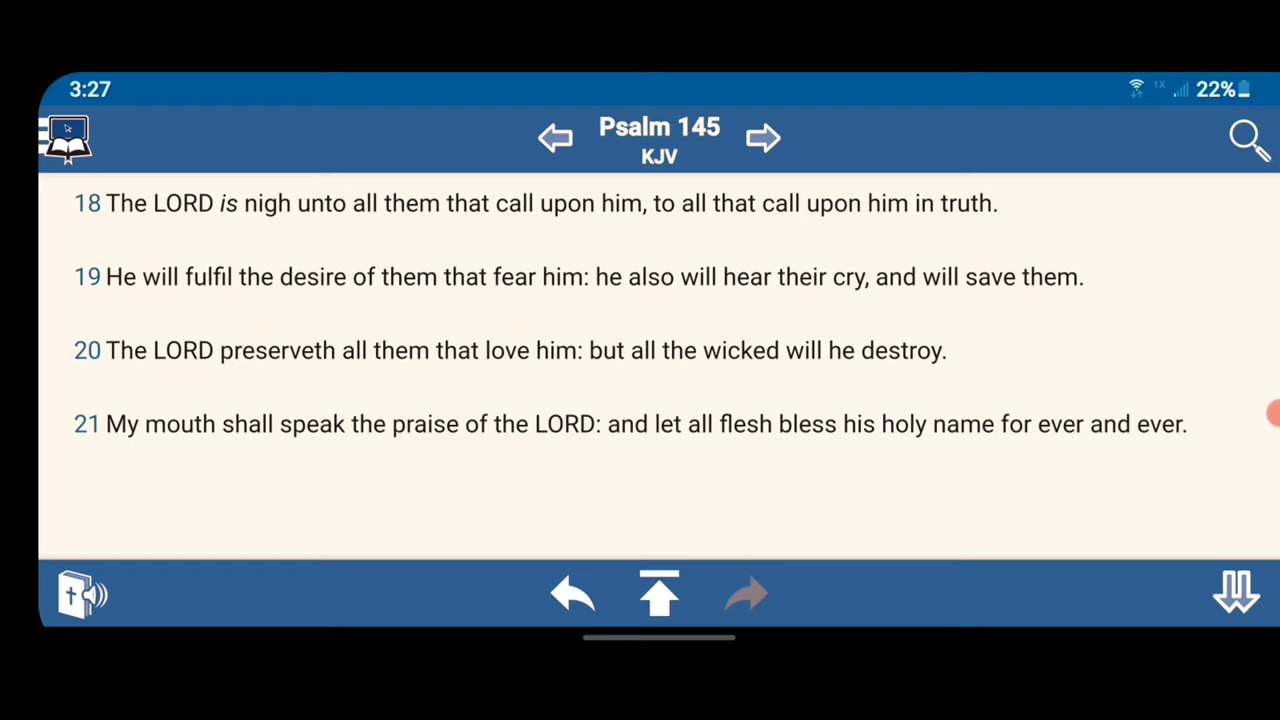 3:27
1X 22%
Psalm 145
KJV
18 The LORD is nigh unto all them that call upon him, to all that call upon him in truth.
19 He will fulfil the desire of them that fear him: he also will hear their cry, and will save them.
20 The LORD preserveth all them that love him: but all the wicked will he destroy.
21 My mouth shall speak the praise of the LORD: and let all flesh bless his holy name for ever and ever.